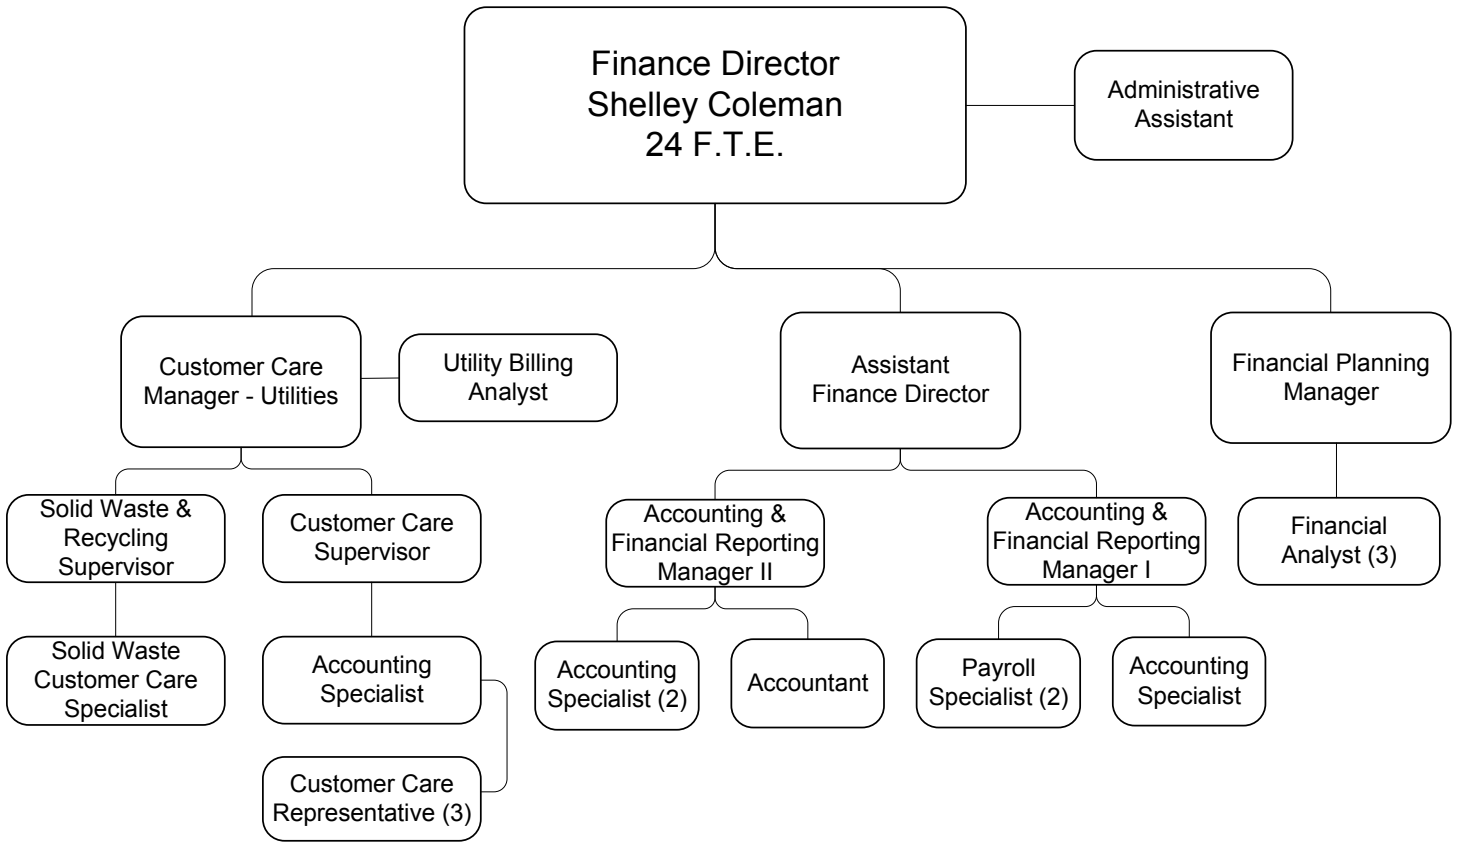 Finance Director
Shelley Coleman
24 F.T.E.
Administrative
Assistant
Customer Care
Manager - Utilities
Utility Billing
Analyst
Assistant
Finance Director
Financial Planning
Manager
Solid Waste &
Recycling
Supervisor
Customer Care
Supervisor
Accounting &
Financial Reporting
Manager II
Accounting &
Financial Reporting
Manager I
Financial
Analyst (3)
Solid Waste
Customer Care
Specialist
Accounting
Specialist
Accounting
Specialist (2)
Accountant
Payroll
Specialist (2)
Accounting
Specialist
Customer Care
Representative (3)